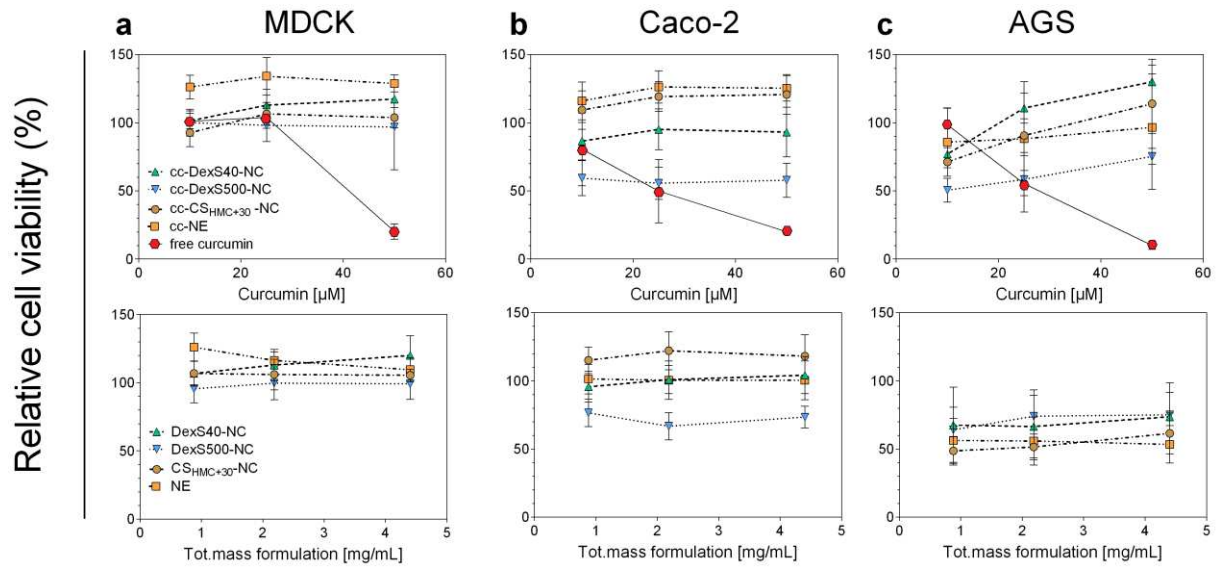 a MDCK
b Caco-2
c AGS
Relative cell viability (%)
150
100
50
0
cc-DexS40-NC
cc-DexS500-NC
cc-CSHMC+30 -NC
cc-NE
free curcumin
0 20 40 60
Curcumin [µM]
150
100
50
0
0 20 40 60
Curcumin [µM]
150
100
50
0
0 20 40 60
Curcumin [µM]
150
100
50
0
DexS40-NC
DexS500-NC
CSHMC+30-NC
NE
1 2 3 4 5
Tot.mass formulation [mg/mL]
150
100
50
0
0 1 2 3 4 5
Tot.mass formulation [mg/mL]
150
100
50
0
0 1 2 3 4 5
Tot.mass formulation [mg/mL]